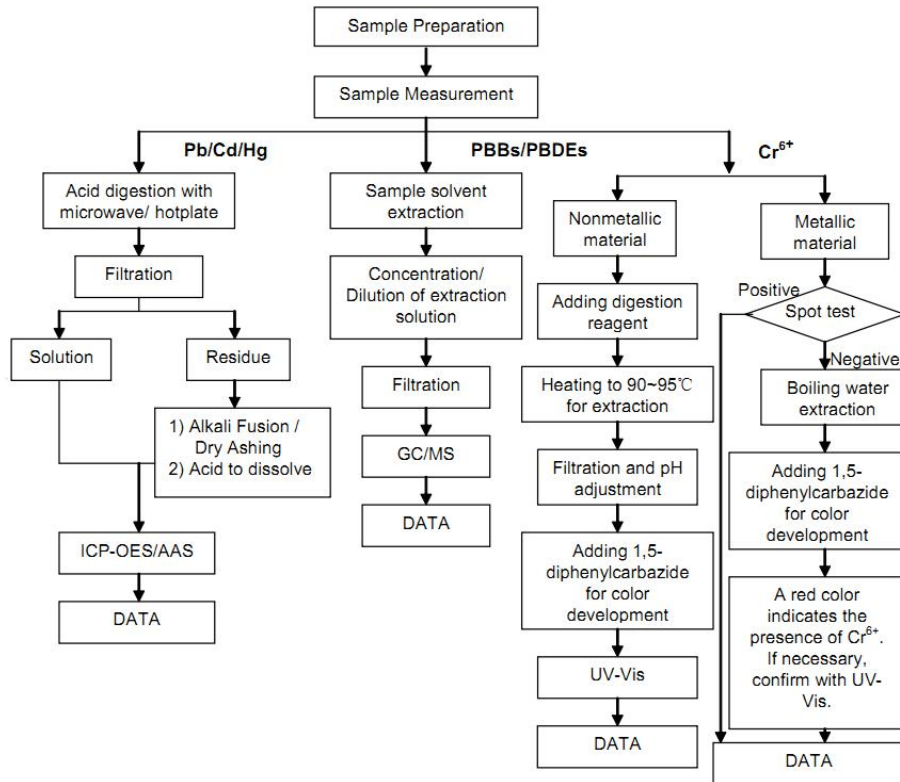 Sample Preparation
Sample Measurement
Pb/Cd/Hg
PBBs/PBDEs
Cr⁶⁺
Acid digestion with
microwave/ hotplate
Filtration
Solution
Residue
1) Alkali Fusion /
Dry Ashing
2) Acid to dissolve
ICP-OES/AAS
DATA
Sample solvent
extraction
Concentration/
Dilution of extraction
solution
Filtration
GC/MS
DATA
Nonmetallic
material
Adding digestion
reagent
Heating to 90~95℃
for extraction
Filtration and pH
adjustment
Adding 1,5-
diphenylcarbazide
for color
development
UV-Vis
DATA
Metallic
material
Positive
Spot test
Negative
Boiling water
extraction
Adding 1,5-
diphenylcarbazide
for color
development
A red color
indicates the
presence of Cr⁶⁺.
If necessary,
confirm with UV-
Vis.
DATA